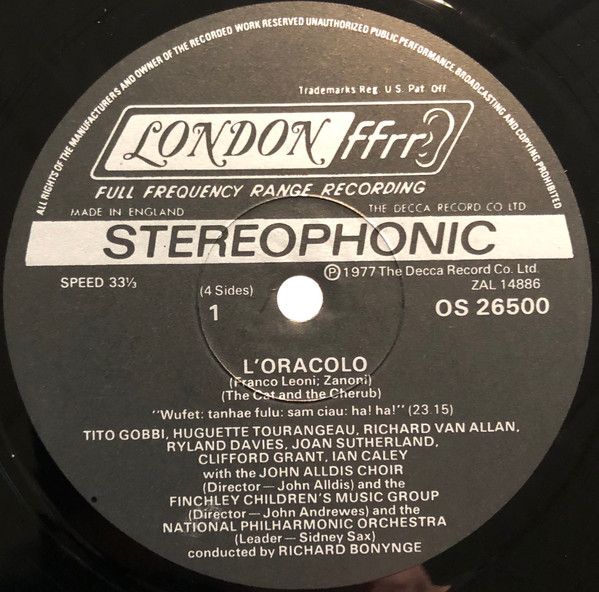 ALL RIGHTS OF THE MANUFACTURERS AND OWNER OF THE RECORDED WORK RESERVED UNAUTHORIZED PUBLIC PERFORMANCE, BROADCASTING AND COPYING PROHIBITED
Trademarks Reg. U.S. Pat. Off
LONDON ffrr
FULL FREQUENCY RANGE RECORDING
MADE IN ENGLAND THE DECCA RECORD CO LTD
STEREOPHONIC
SPEED 33⅓ (4 Sides) ℗ 1977 The Decca Record Co. Ltd.
ZAL 14886
1 OS 26500
L'ORACOLO
(Franco Leoni; Zanoni)
(The Cat and the Cherub)
"Wufet: tanhae fulu: sam ciau: ha! ha!" (23.15)
TITO GOBBI, HUGUETTE TOURANGEAU, RICHARD VAN ALLAN,
RYLAND DAVIES, JOAN SUTHERLAND,
CLIFFORD GRANT, IAN CALEY
with the JOHN ALLDIS CHOIR
(Director — John Alldis) and the
FINCHLEY CHILDREN'S MUSIC GROUP
(Director — John Andrewes) and the
NATIONAL PHILHARMONIC ORCHESTRA
(Leader — Sidney Sax)
conducted by RICHARD BONYNGE